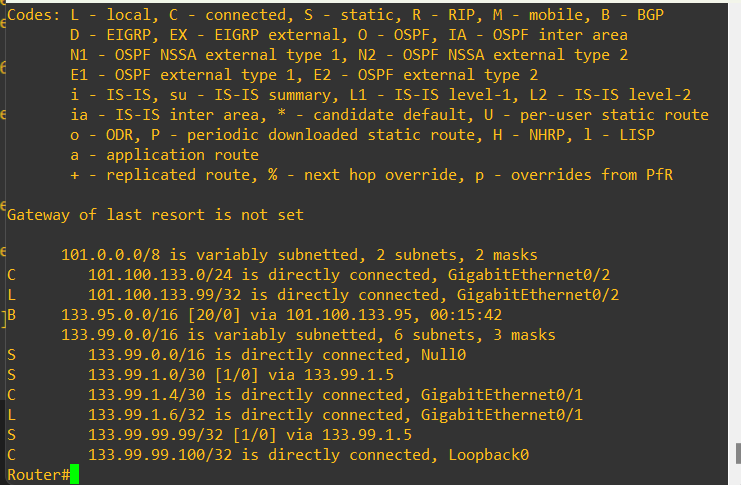 Codes: L - local, C - connected, S - static, R - RIP, M - mobile, B - BGP
       D - EIGRP, EX - EIGRP external, O - OSPF, IA - OSPF inter area
       N1 - OSPF NSSA external type 1, N2 - OSPF NSSA external type 2
       E1 - OSPF external type 1, E2 - OSPF external type 2
       i - IS-IS, su - IS-IS summary, L1 - IS-IS level-1, L2 - IS-IS level-2
       ia - IS-IS inter area, * - candidate default, U - per-user static route
       o - ODR, P - periodic downloaded static route, H - NHRP, l - LISP
       a - application route
       + - replicated route, % - next hop override, p - overrides from PfR

Gateway of last resort is not set

      101.0.0.0/8 is variably subnetted, 2 subnets, 2 masks
C        101.100.133.0/24 is directly connected, GigabitEthernet0/2
L        101.100.133.99/32 is directly connected, GigabitEthernet0/2
B     133.95.0.0/16 [20/0] via 101.100.133.95, 00:15:42
      133.99.0.0/16 is variably subnetted, 6 subnets, 3 masks
S        133.99.0.0/16 is directly connected, Null0
S        133.99.1.0/30 [1/0] via 133.99.1.5
C        133.99.1.4/30 is directly connected, GigabitEthernet0/1
L        133.99.1.6/32 is directly connected, GigabitEthernet0/1
S        133.99.99.99/32 [1/0] via 133.99.1.5
C        133.99.99.100/32 is directly connected, Loopback0
Router#